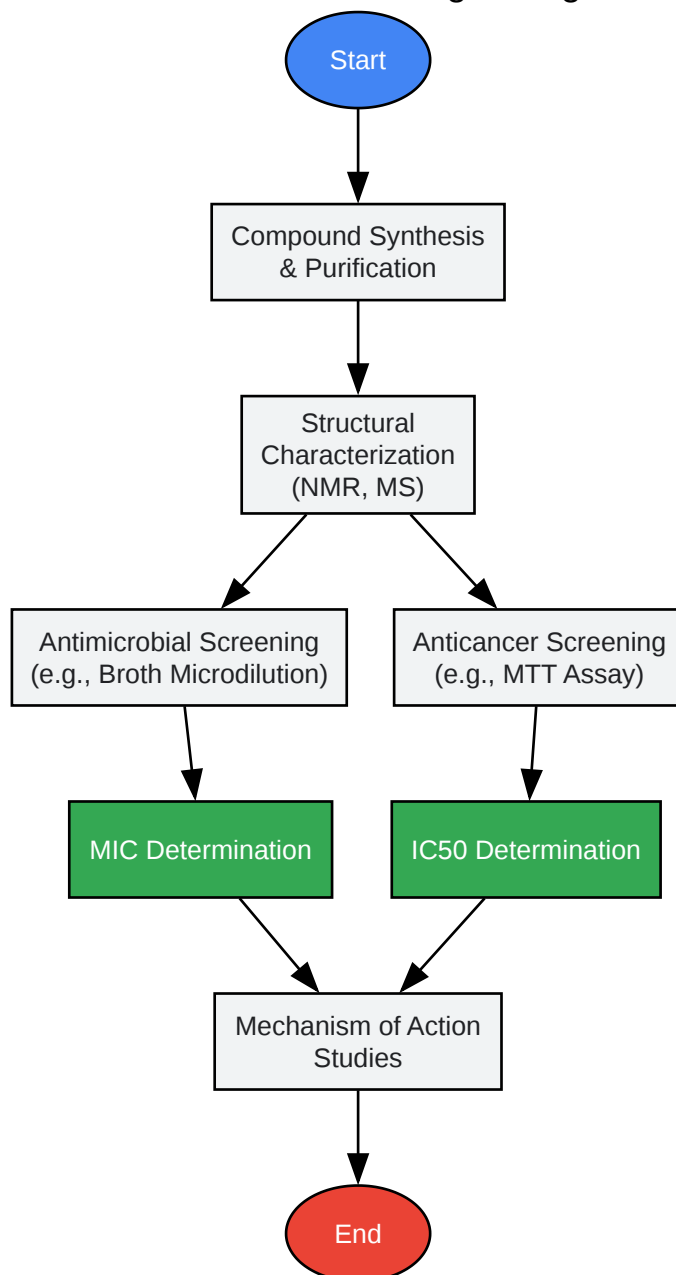 Start
Compound Synthesis
& Purification
Structural
Characterization
(NMR, MS)
Antimicrobial Screening
(e.g., Broth Microdilution)
Anticancer Screening
(e.g., MTT Assay)
MIC Determination
IC50 Determination
Mechanism of Action
Studies
End